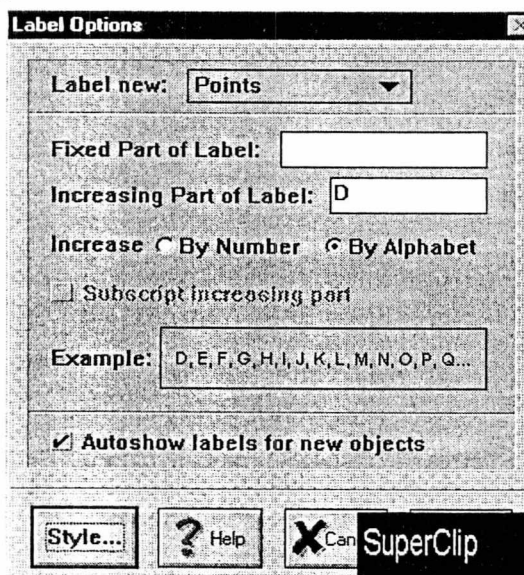 Label Options
Label new: Points
Fixed Part of Label:
Increasing Part of Label: D
Increase By Number By Alphabet
Subscript increasing part
Example: D, E, F, G, H, I, J, K, L, M, N, O, P, Q...
Autoshow labels for new objects
Style... Help Can SuperClip